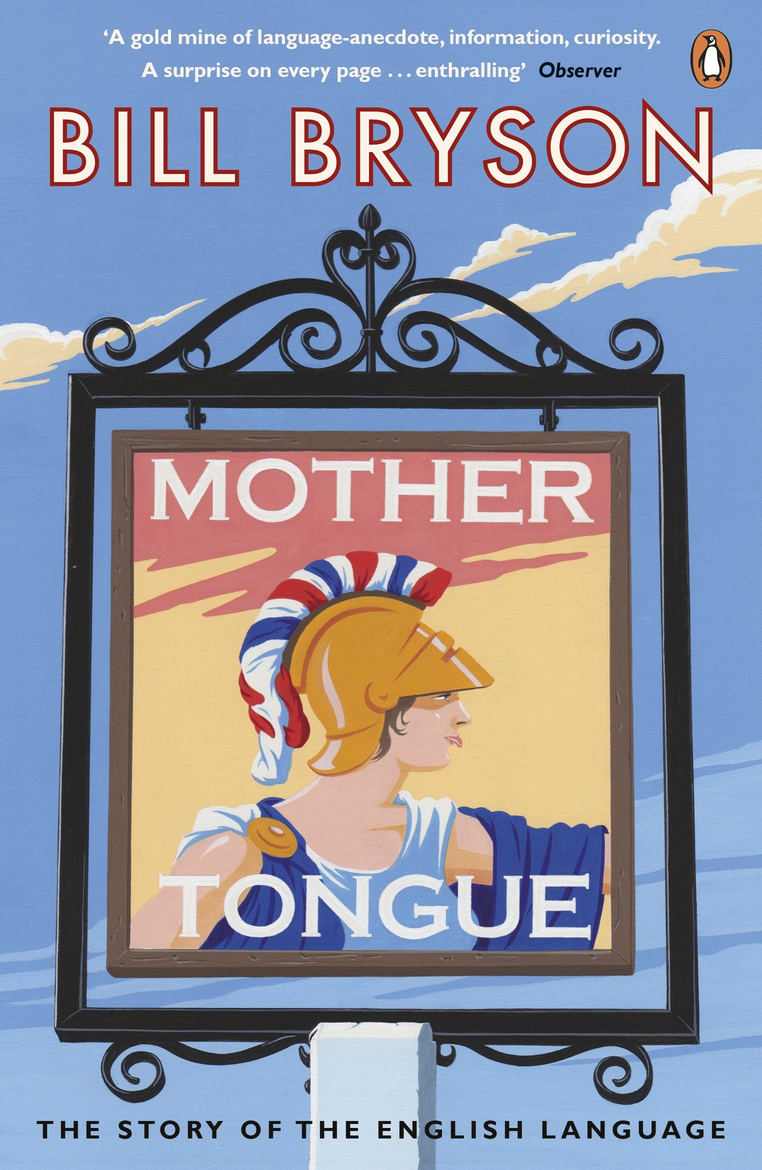 ‘A gold mine of language-anecdote, information, curiosity.
A surprise on every page ... enthralling’ Observer
BILL BRYSON
MOTHER
TONGUE
THE STORY OF THE ENGLISH LANGUAGE